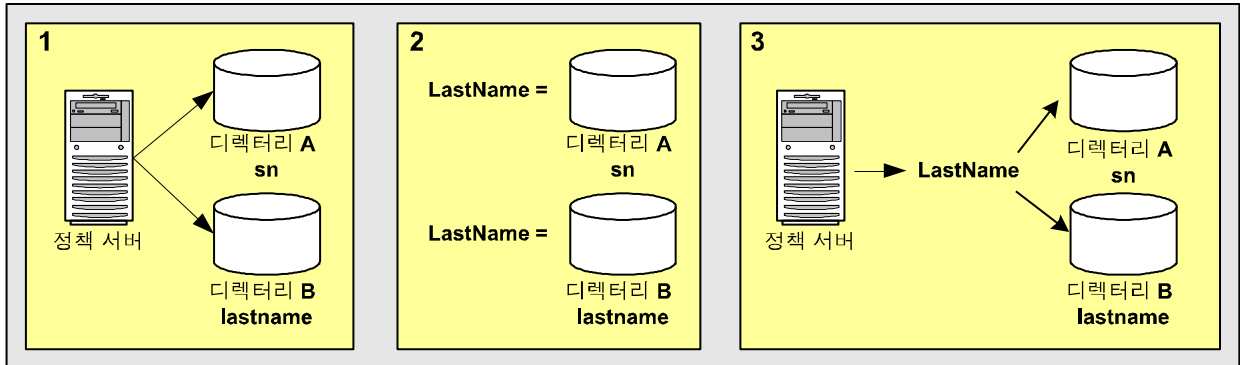 1
디렉터리 A
sn
정책 서버
디렉터리 B
lastname
2
LastName =
디렉터리 A
sn
LastName =
디렉터리 B
lastname
3
디렉터리 A
sn
LastName
정책 서버
디렉터리 B
lastname